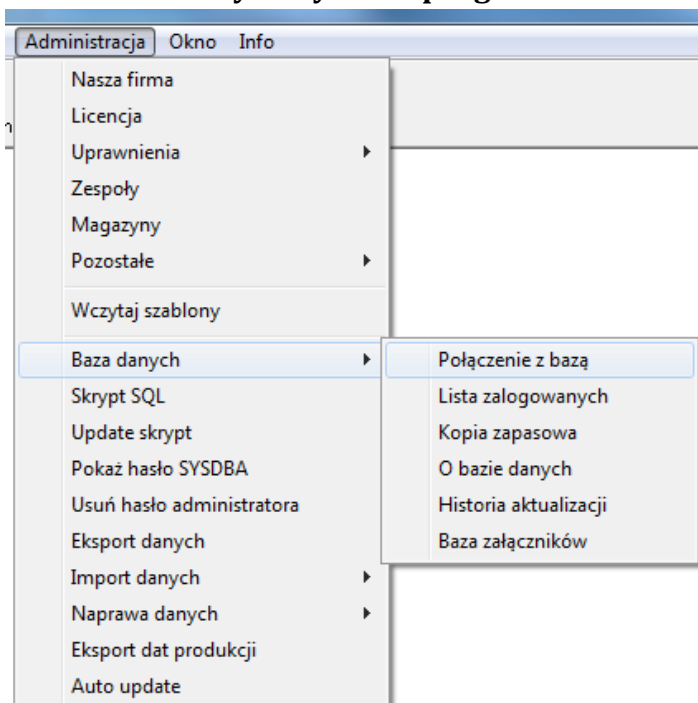 Administracja Okno Info
Nasza firma
Licencja
Uprawnienia
Zespoły
Magazyny
Pozostałe
Wczytaj szablony
Baza danych
Połączenie z bazą
Skrypt SQL
Lista zalogowanych
Update skrypt
Kopia zapasowa
Pokaż hasło SYSDBA
O bazie danych
Usuń hasło administratora
Historia aktualizacji
Eksport danych
Baza załączników
Import danych
Naprawa danych
Eksport dat produkcji
Auto update